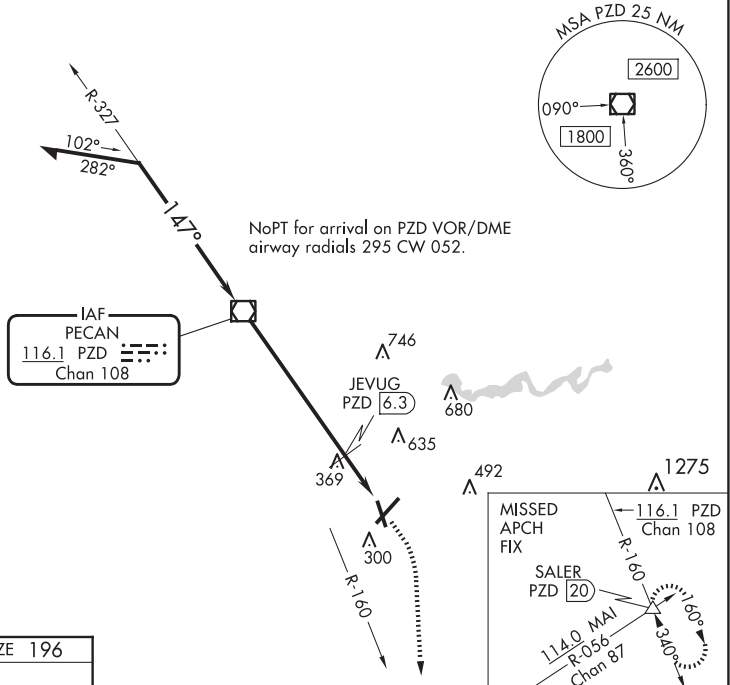 MSA PZD 25 NM
2600
090°
1800
360°
R-327
102°
282°
147°
NoPT for arrival on PZD VOR/DME
airway radials 295 CW 052.
IAF
PECAN
116.1 PZD
Chan 108
746
JEVUG
PZD 6.3
680
635
369
492
1275
300
R-160
MISSED
APCH
FIX
116.1 PZD
Chan 108
R-160
SALER
PZD 20
160°
340°
114.0 MAI
R-056
Chan 87
ZE 196